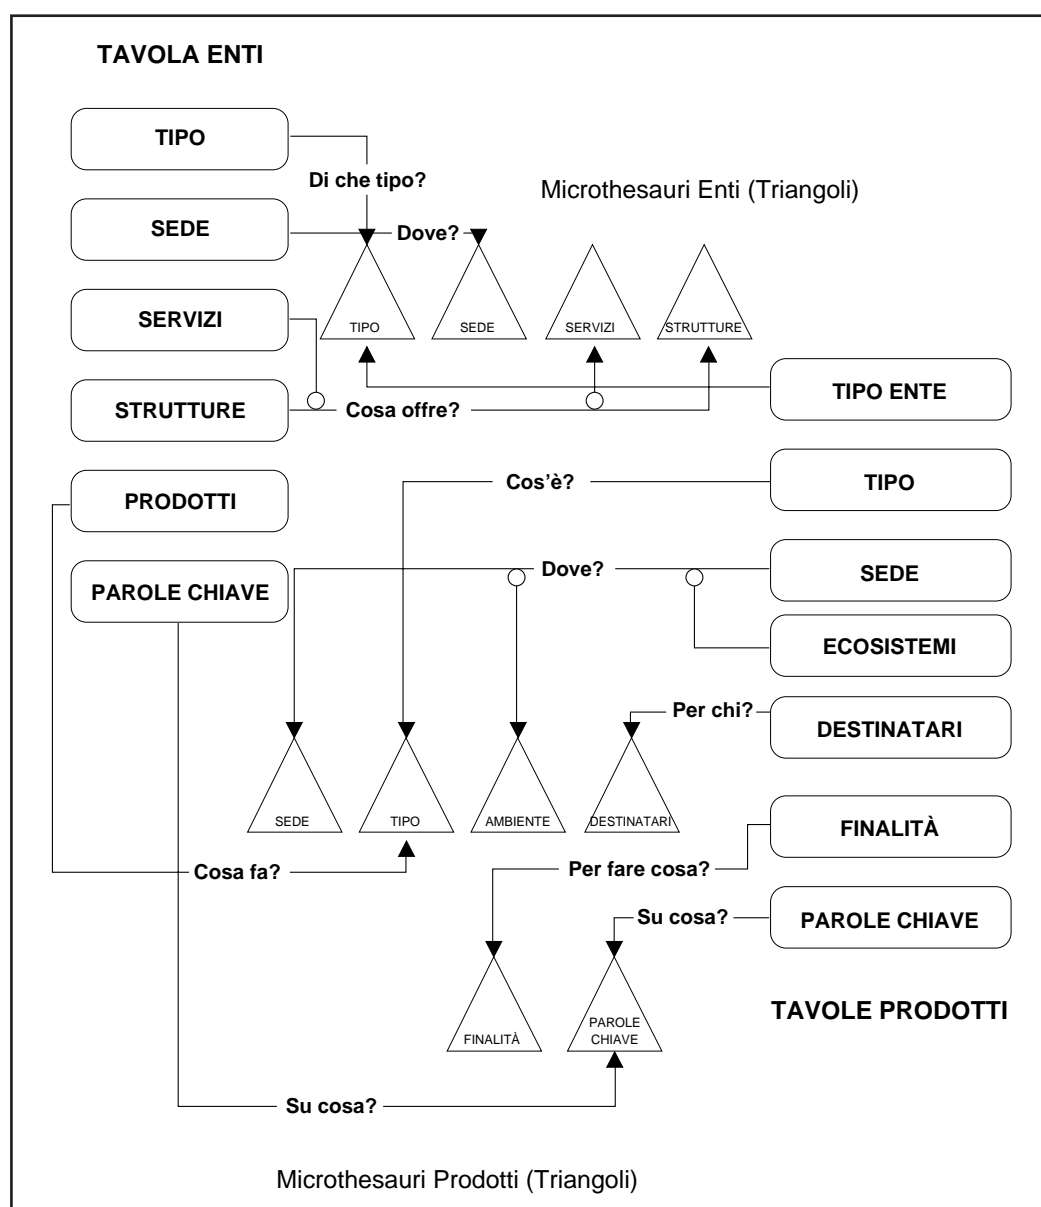 TAVOLA ENTI
TIPO
Di che tipo?
Microthesauri Enti (Triangoli)
SEDE
Dove?
SERVIZI
TIPO
SEDE
SERVIZI
STRUTTURE
STRUTTURE
Cosa offre?
TIPO ENTE
PRODOTTI
Cos'è?
TIPO
PAROLE CHIAVE
Dove?
SEDE
ECOSISTEMI
Per chi?
DESTINATARI
SEDE
TIPO
AMBIENTE
DESTINATARI
FINALITÀ
Cosa fa?
Per fare cosa?
Su cosa?
PAROLE CHIAVE
FINALITÀ
PAROLE
CHIAVE
TAVOLE PRODOTTI
Su cosa?
Microthesauri Prodotti (Triangoli)